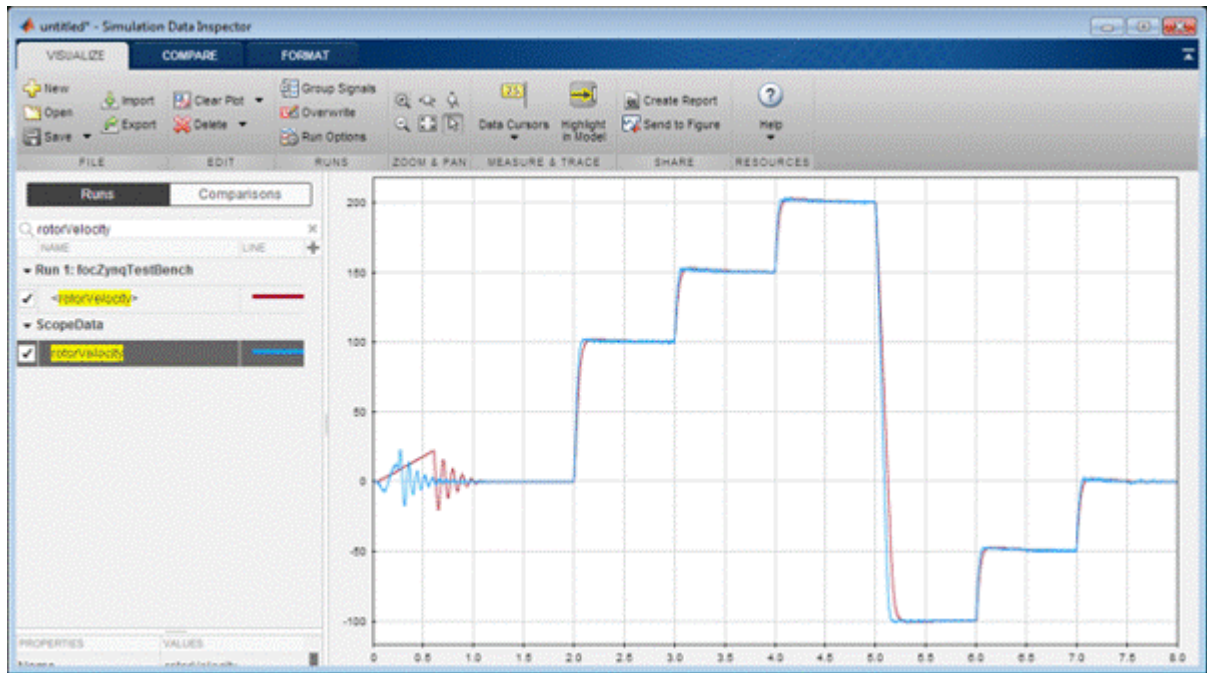 untitled* - Simulation Data Inspector
VISUALIZE COMPARE FORMAT
New
Open
Save
Import
Export
Clear Plot
Delete
Group Signals
Overwrite
Run Options
Data Cursors
Highlight
in Model
Create Report
Send to Figure
Help
FILE EDIT RUNS ZOOM & PAN MEASURE & TRACE SHARE RESOURCES
Runs Comparisons
rotorVelocity
NAME LINE
Run 1: focZynqTestBench
<rotorVelocity>
ScopeData
rotorVelocity
PROPERTIES VALUES
Name rotorVelocity
200
150
100
50
0
-50
-100
0 0.5 1.0 1.5 2.0 2.5 3.0 3.5 4.0 4.5 5.0 5.5 6.0 6.5 7.0 7.5 8.0